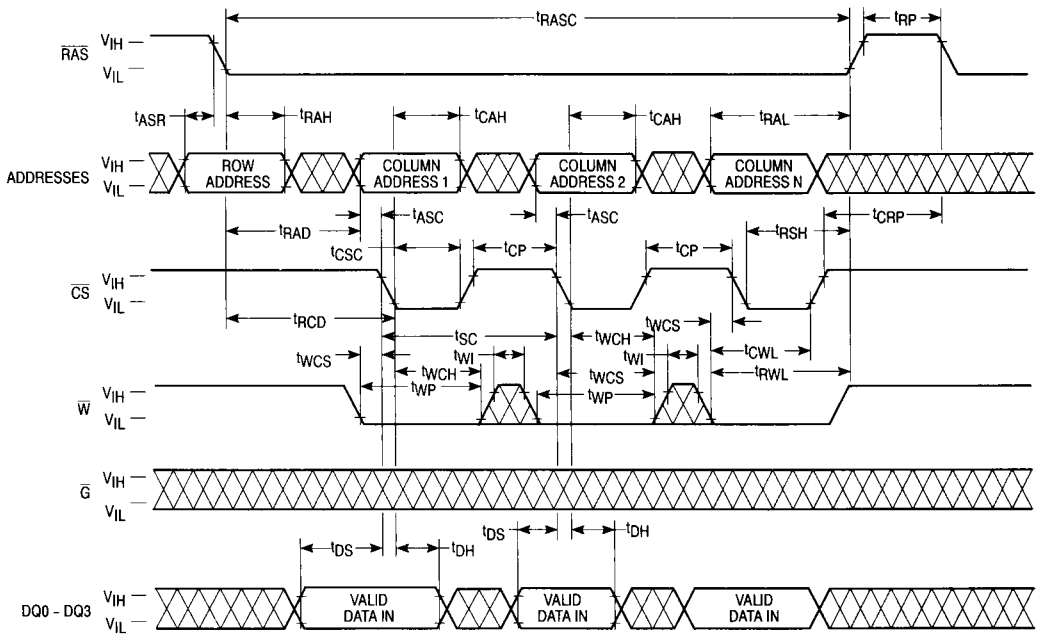 tRASC
tRP
RAS
VIH
VIL
tASR
tRAH
tCAH
tCAH
tRAL
ADDRESSES
VIH
VIL
ROW
ADDRESS
COLUMN
ADDRESS 1
COLUMN
ADDRESS 2
COLUMN
ADDRESS N
tRAD
tASC
tASC
tCRP
tCSC
tCP
tCP
tRSH
CS
VIH
VIL
tRCD
tSC
tWCH
tWCS
tCWL
tWCS
tWCH
tWI
tWCS
tWI
tRWL
tWP
tWP
W
VIH
VIL
G
VIH
VIL
tDS
tDH
tDS
tDH
DQ0 – DQ3
VIH
VIL
VALID
DATA IN
VALID
DATA IN
VALID
DATA IN